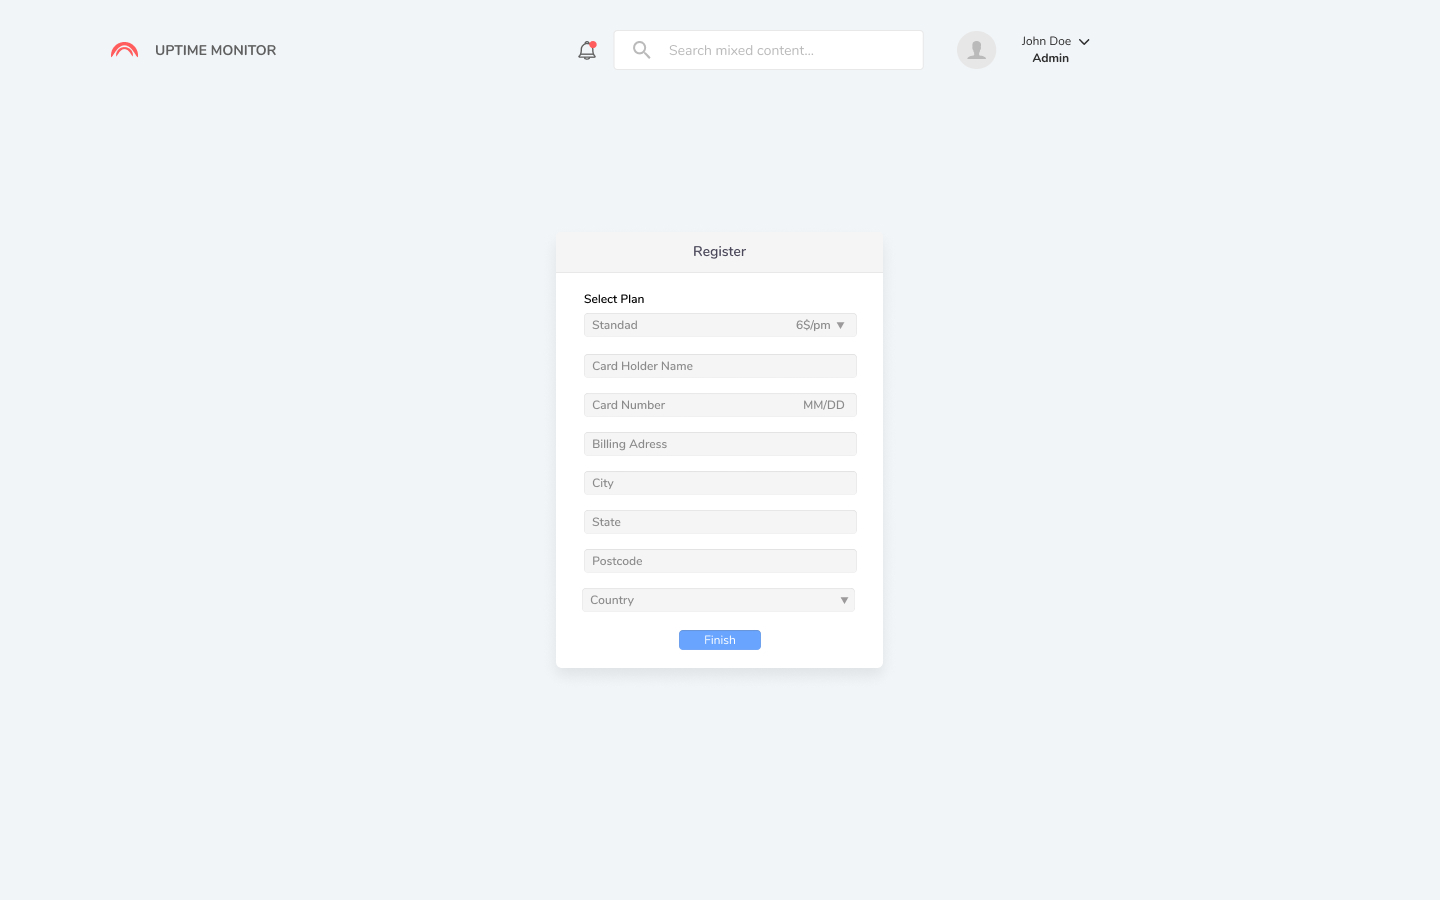 UPTIME MONITOR
Search mixed content...
John Doe
Admin
Register
Select Plan
Standad 6$/pm
Card Holder Name
Card Number MM/DD
Billing Adress
City
State
Postcode
Country
Finish